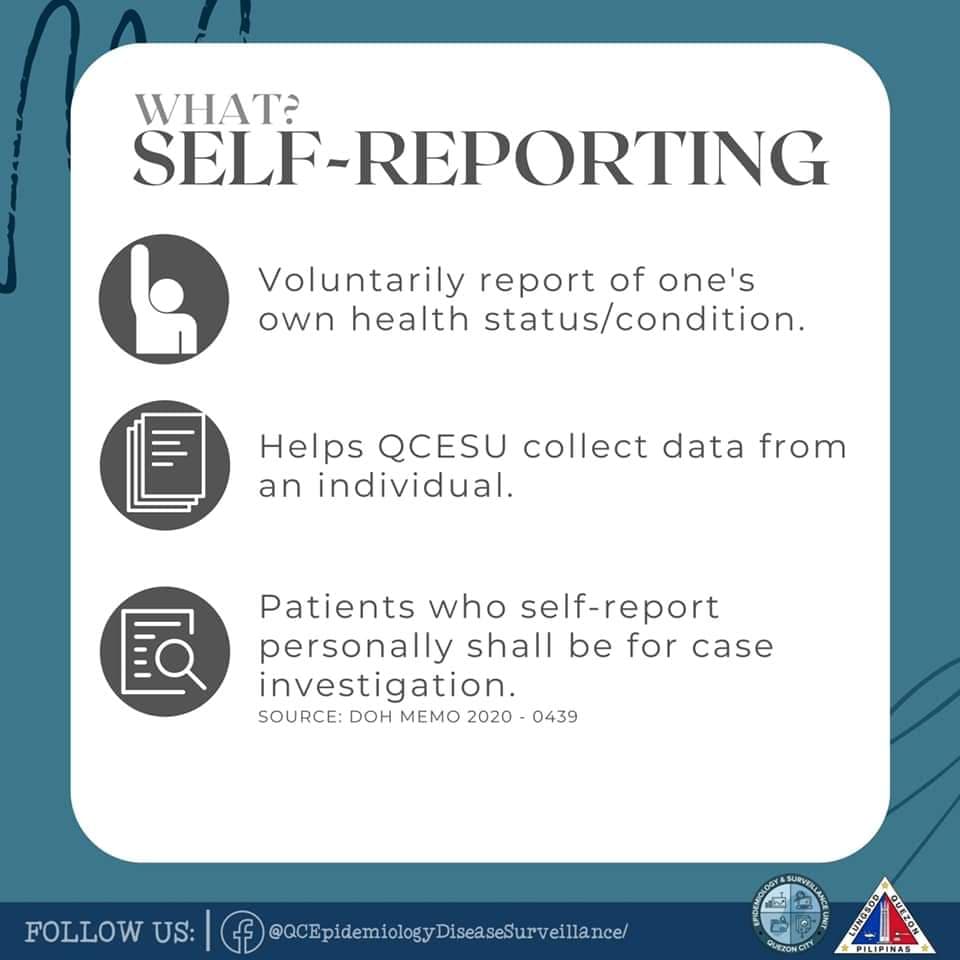 WHAT?
SELF-REPORTING
Voluntarily report of one's
own health status/condition.
Helps QCESU collect data from
an individual.
Patients who self-report
personally shall be for case
investigation.
SOURCE: DOH MEMO 2020 - 0439
FOLLOW US: @QCEpidemiologyDiseaseSurveillance/
EPIDEMIOLOGY & SURVEILLANCE UNIT
QUEZON CITY
LUNGSOD QUEZON
PILIPINAS